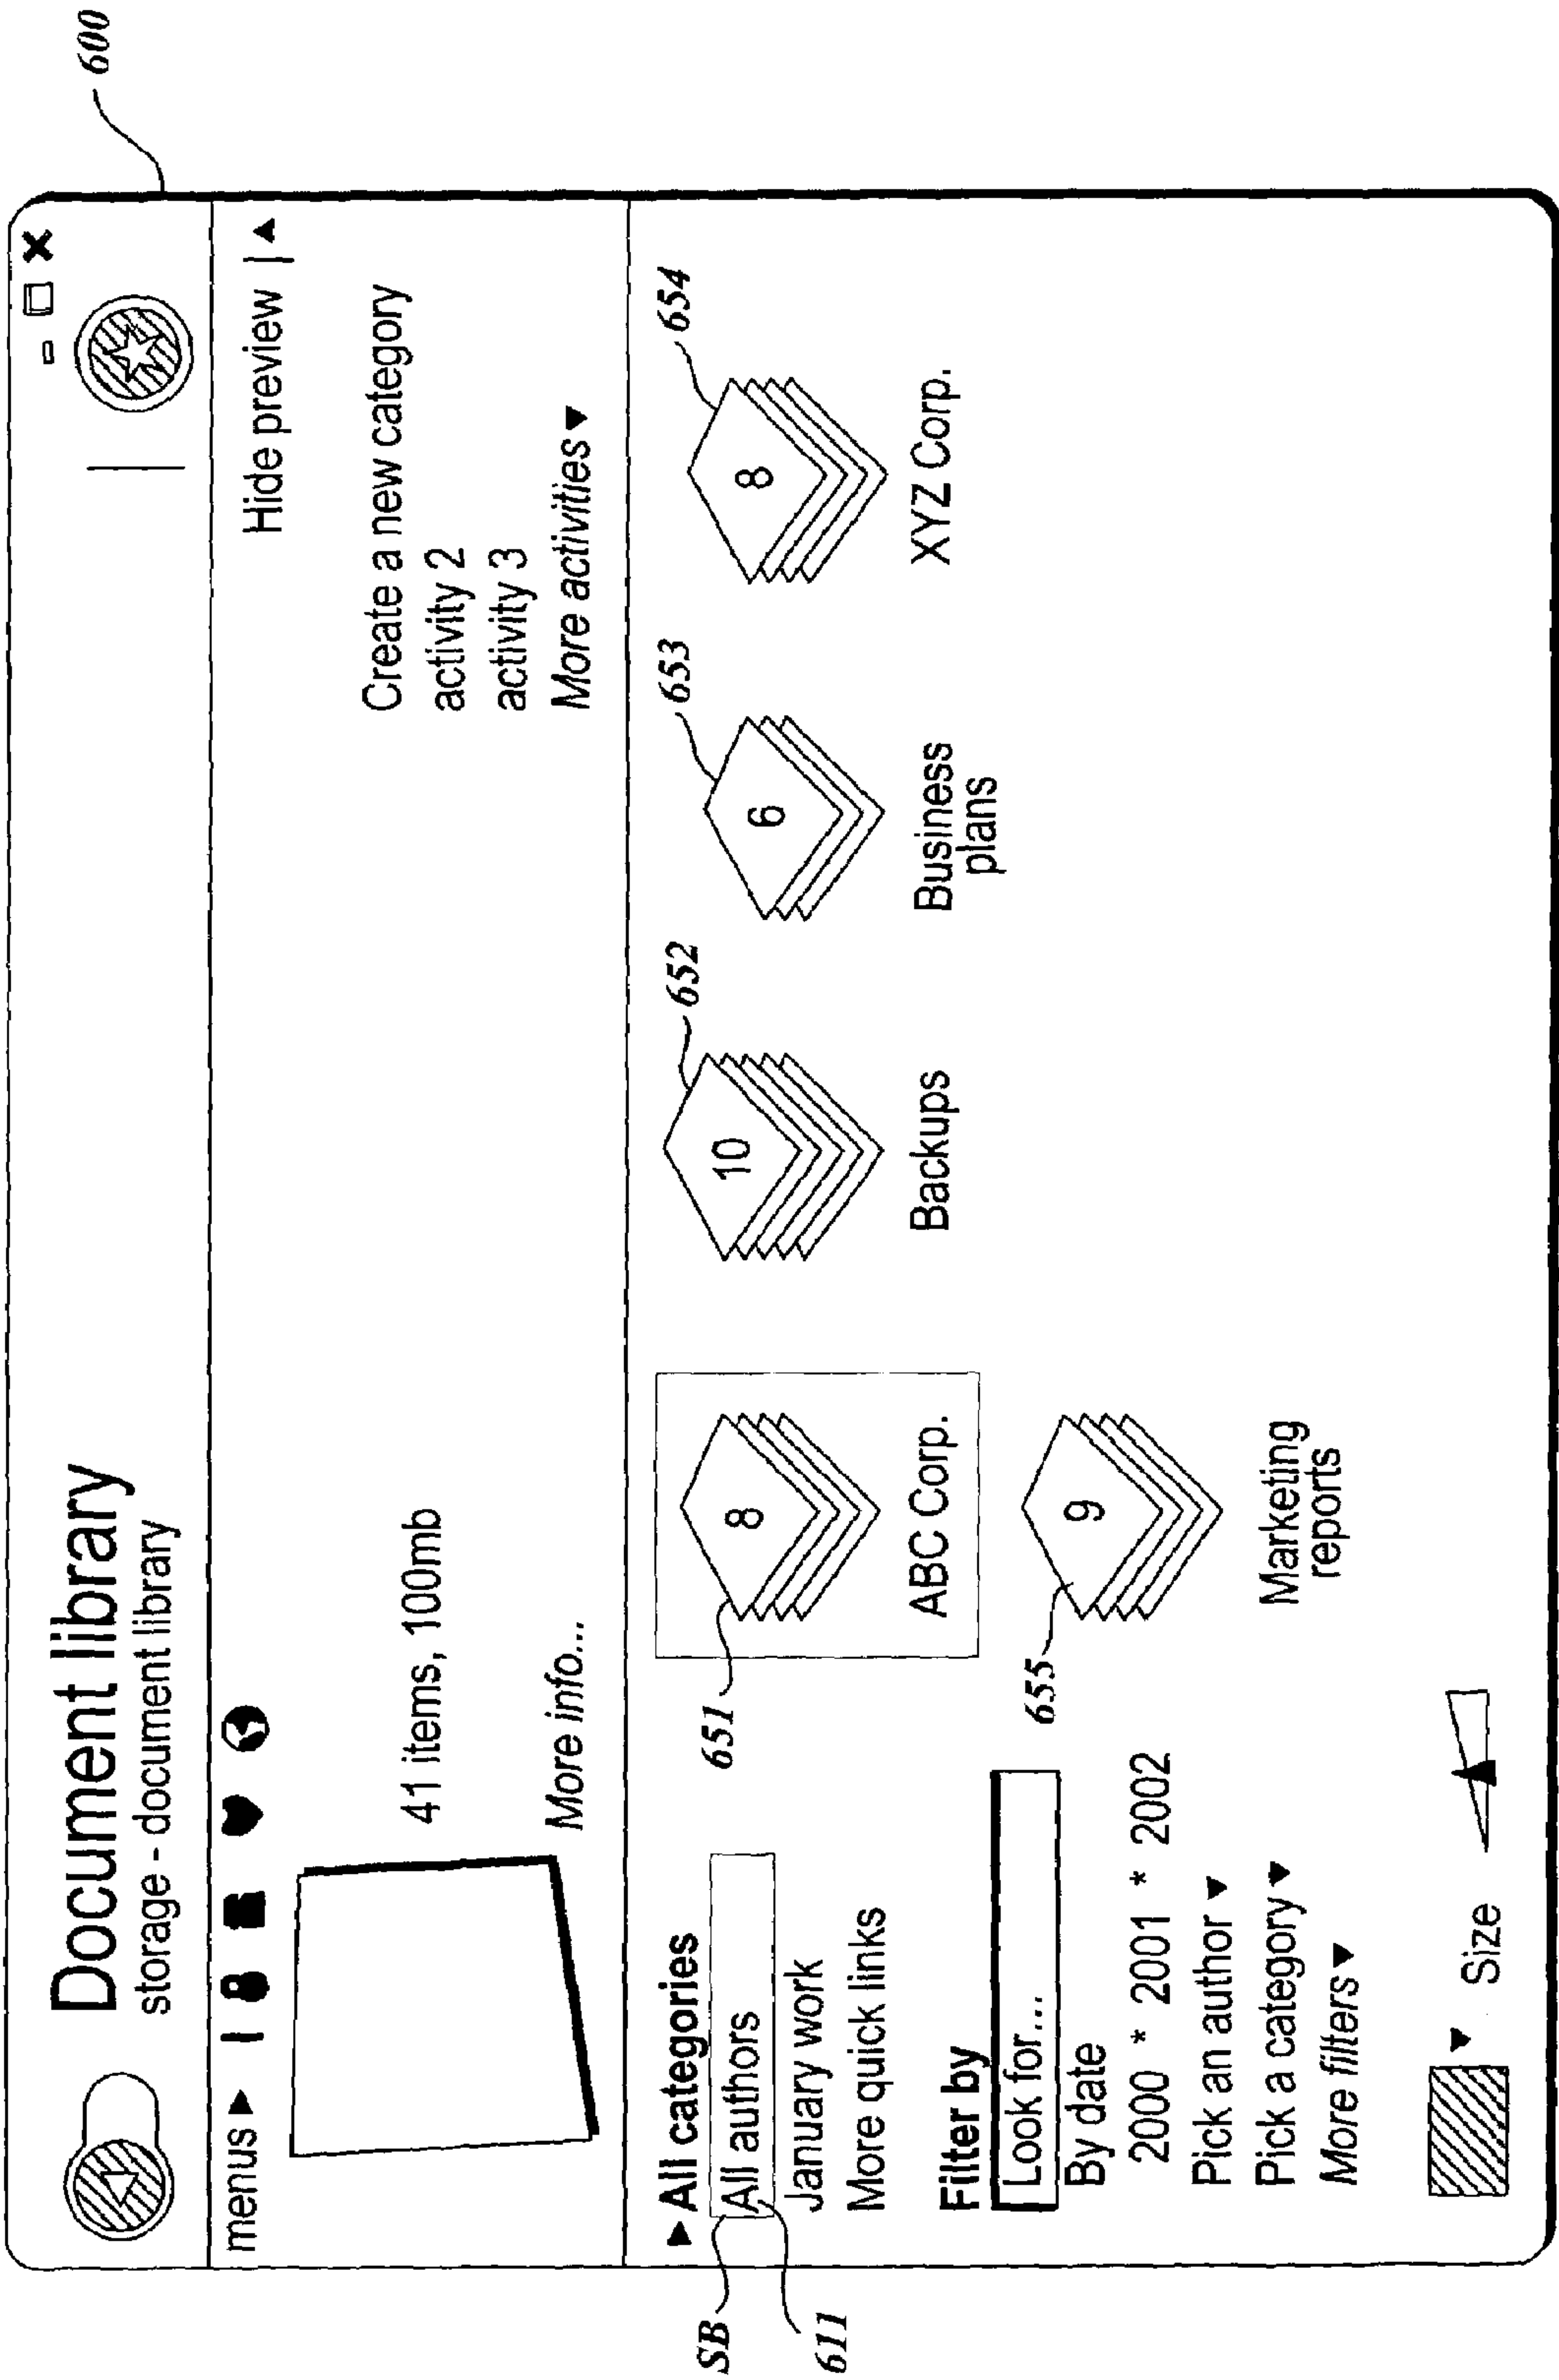 600
Document library
storage - document library
menus
Hide preview
41 items, 100mb
More info...
Create a new category
activity 2
activity 3
More activities
All categories
SB
All authors
611
January work
More quick links
Filter by
Look for...
By date
2000 * 2001 * 2002
Pick an author
Pick a category
More filters
Size
651
8
ABC Corp.
652
10
Backups
653
6
Business
plans
654
8
XYZ Corp.
655
9
Marketing
reports